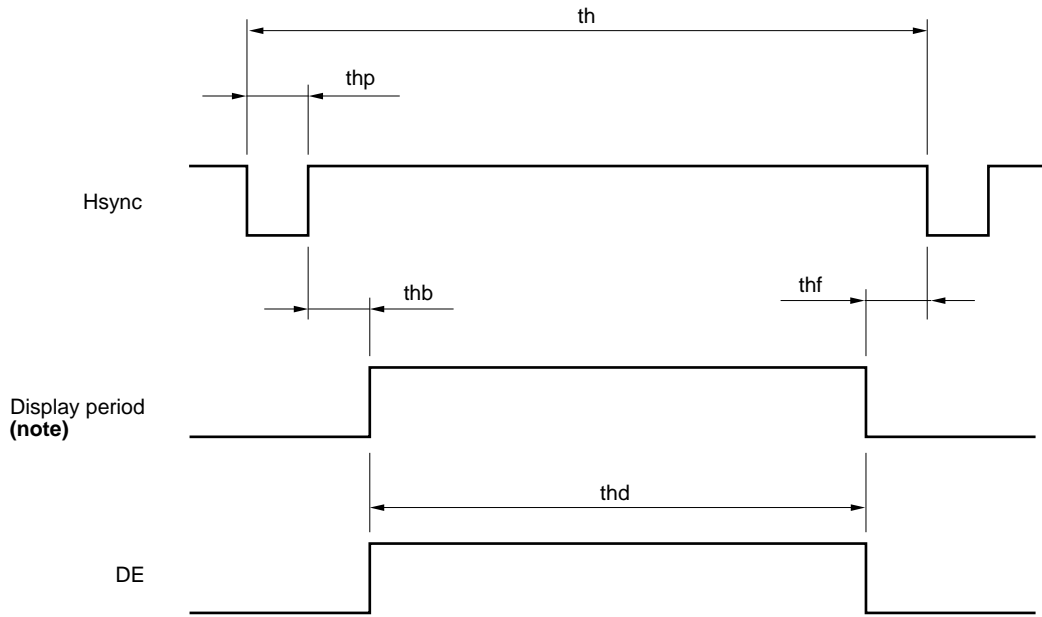 th
thp
Hsync
thb
thf
Display period
(note)
thd
DE